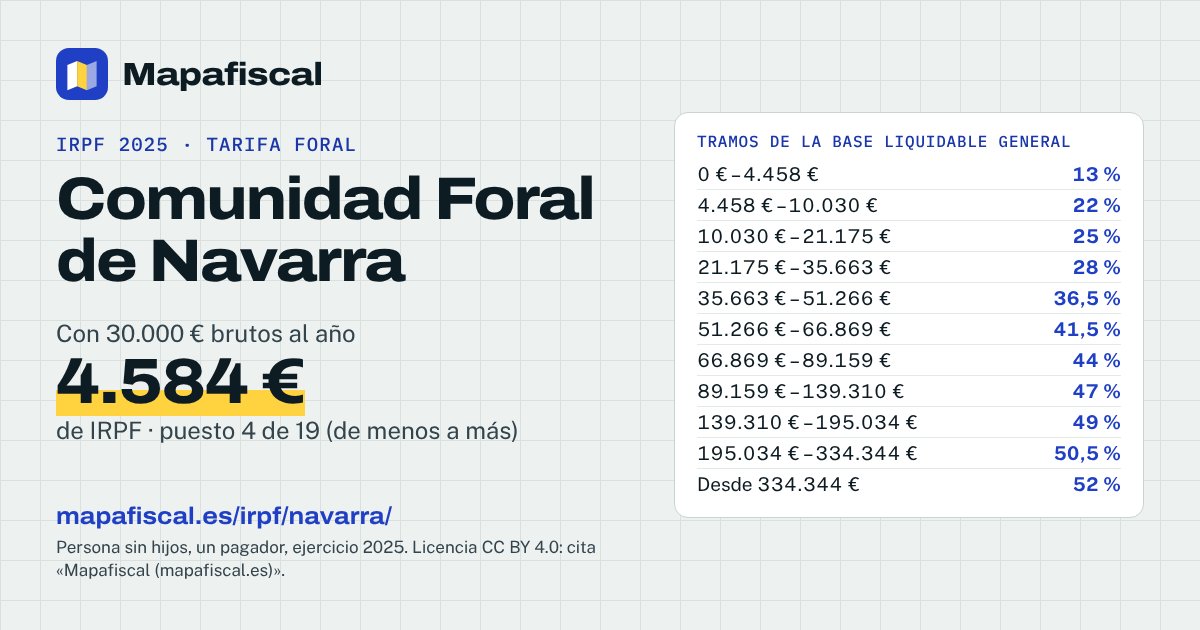 Mapafiscal
IRPF 2025 · TARIFA FORAL
Comunidad Foral
de Navarra
Con 30.000 € brutos al año
4.584 €
de IRPF · puesto 4 de 19 (de menos a más)
mapafiscal.es/irpf/navarra/
Persona sin hijos, un pagador, ejercicio 2025. Licencia CC BY 4.0: cita
«Mapafiscal (mapafiscal.es)».
TRAMOS DE LA BASE LIQUIDABLE GENERAL
0 € – 4.458 € 13 %
4.458 € – 10.030 € 22 %
10.030 € – 21.175 € 25 %
21.175 € – 35.663 € 28 %
35.663 € – 51.266 € 36,5 %
51.266 € – 66.869 € 41,5 %
66.869 € – 89.159 € 44 %
89.159 € – 139.310 € 47 %
139.310 € – 195.034 € 49 %
195.034 € – 334.344 € 50,5 %
Desde 334.344 € 52 %